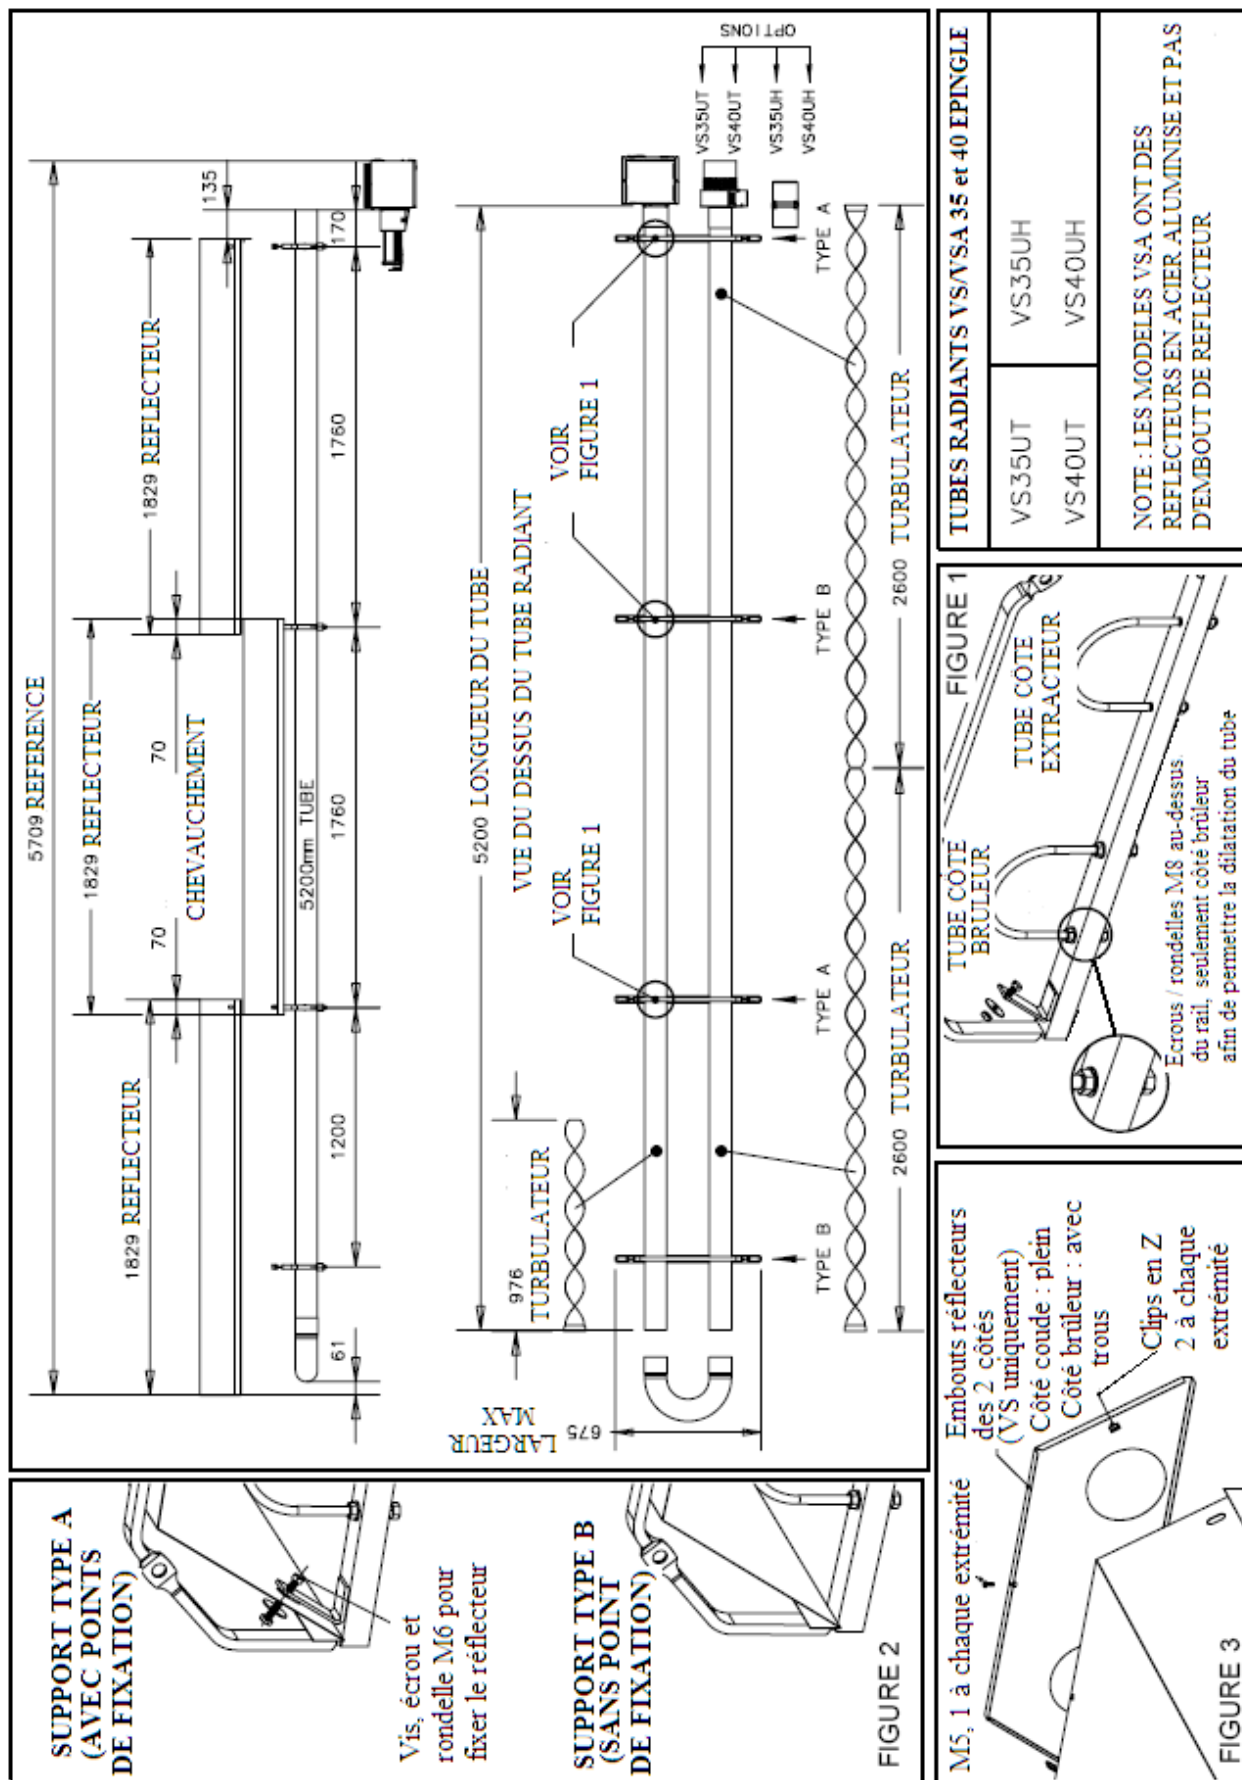 SUPPORT TYPE A
(AVEC POINTS
DE FIXATION)
Vis, écrou et
rondelle M6 pour
fixer le réflecteur
SUPPORT TYPE B
(SANS POINT
DE FIXATION)
FIGURE 2
5709 REFERENCE
1829 REFLECTEUR
1829 REFLECTEUR
1829 REFLECTEUR
70
70
CHEVAUCHEMENT
135
5200mm TUBE
61
1200
1760
1760
170
5200 LONGUEUR DU TUBE
VUE DU DESSUS DU TUBE RADIANT
976
TURBULATEUR
VOIR
FIGURE 1
VOIR
FIGURE 1
LARGEUR
MAX
675
OPTIONS
VS35UT
VS40UT
VS35UH
VS40UH
TYPE B
TYPE A
TYPE B
TYPE A
2600 TURBULATEUR
2600 TURBULATEUR
M5, 1 à chaque extrémité
Embouts réflecteurs
des 2 côtés
(VS uniquement)
Côté coude : plein
Côté brûleur : avec
trous
Clips en Z
2 à chaque
extrémité
FIGURE 3
FIGURE 1
TUBE CÔTE
BRULEUR
TUBE CÔTE
EXTRACTEUR
Ecrous / rondelles M8 au-dessus
du rail, seulement côté brûleur
afin de permettre la dilatation du tube
TUBES RADIANTS VS/VSA 35 et 40 EPINGLE
VS35UT VS35UH
VS40UT VS40UH
NOTE : LES MODELES VSA ONT DES
REFLECTEURS EN ACIER ALUMINISE ET PAS
D'EMBOUT DE REFLECTEUR